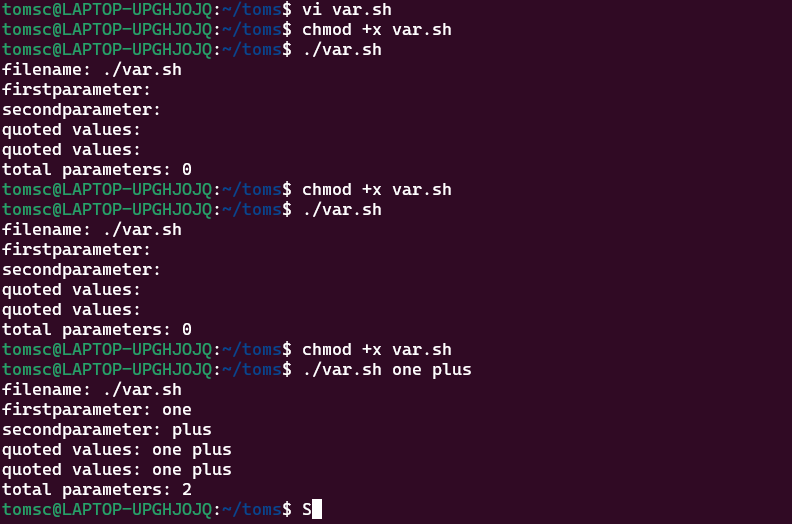 tomsc@LAPTOP-UPGHJOJQ:~/toms$ vi var.sh
tomsc@LAPTOP-UPGHJOJQ:~/toms$ chmod +x var.sh
tomsc@LAPTOP-UPGHJOJQ:~/toms$ ./var.sh
filename: ./var.sh
firstparameter:
secondparameter:
quoted values:
quoted values:
total parameters: 0
tomsc@LAPTOP-UPGHJOJQ:~/toms$ chmod +x var.sh
tomsc@LAPTOP-UPGHJOJQ:~/toms$ ./var.sh
filename: ./var.sh
firstparameter:
secondparameter:
quoted values:
quoted values:
total parameters: 0
tomsc@LAPTOP-UPGHJOJQ:~/toms$ chmod +x var.sh
tomsc@LAPTOP-UPGHJOJQ:~/toms$ ./var.sh one plus
filename: ./var.sh
firstparameter: one
secondparameter: plus
quoted values: one plus
quoted values: one plus
total parameters: 2
tomsc@LAPTOP-UPGHJOJQ:~/toms$ S